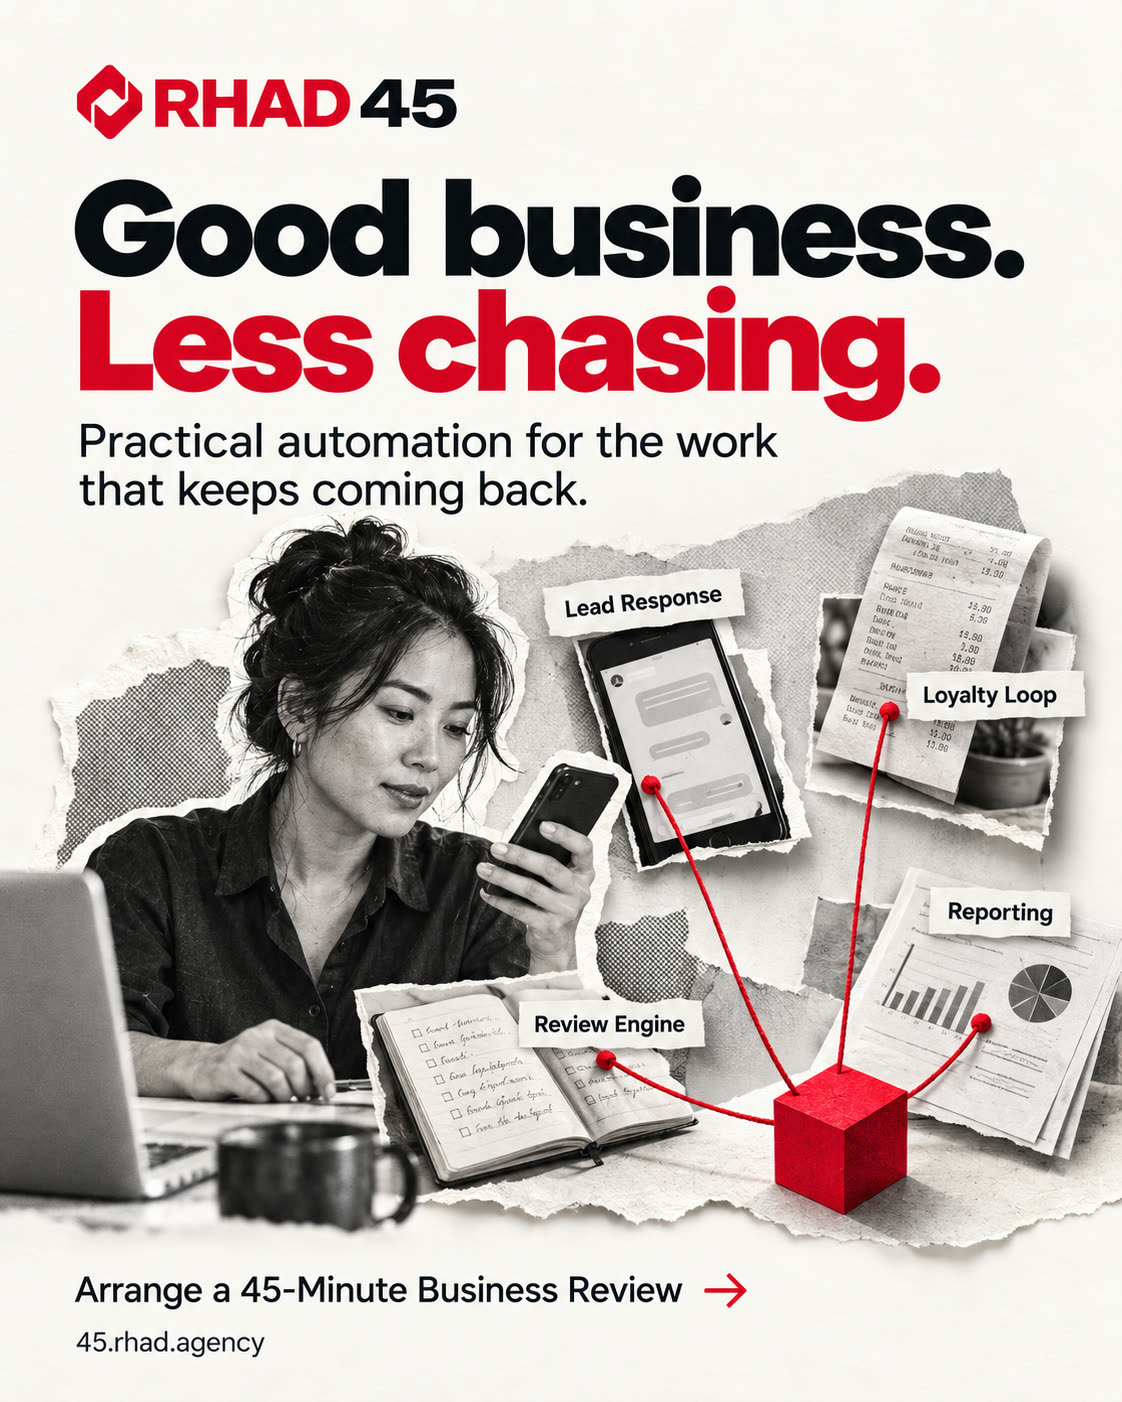 RHAD 45
Good business.
Less chasing.
Practical automation for the work
that keeps coming back.
Lead Response
Loyalty Loop
Reporting
Review Engine
Arrange a 45-Minute Business Review →
45.rhad.agency